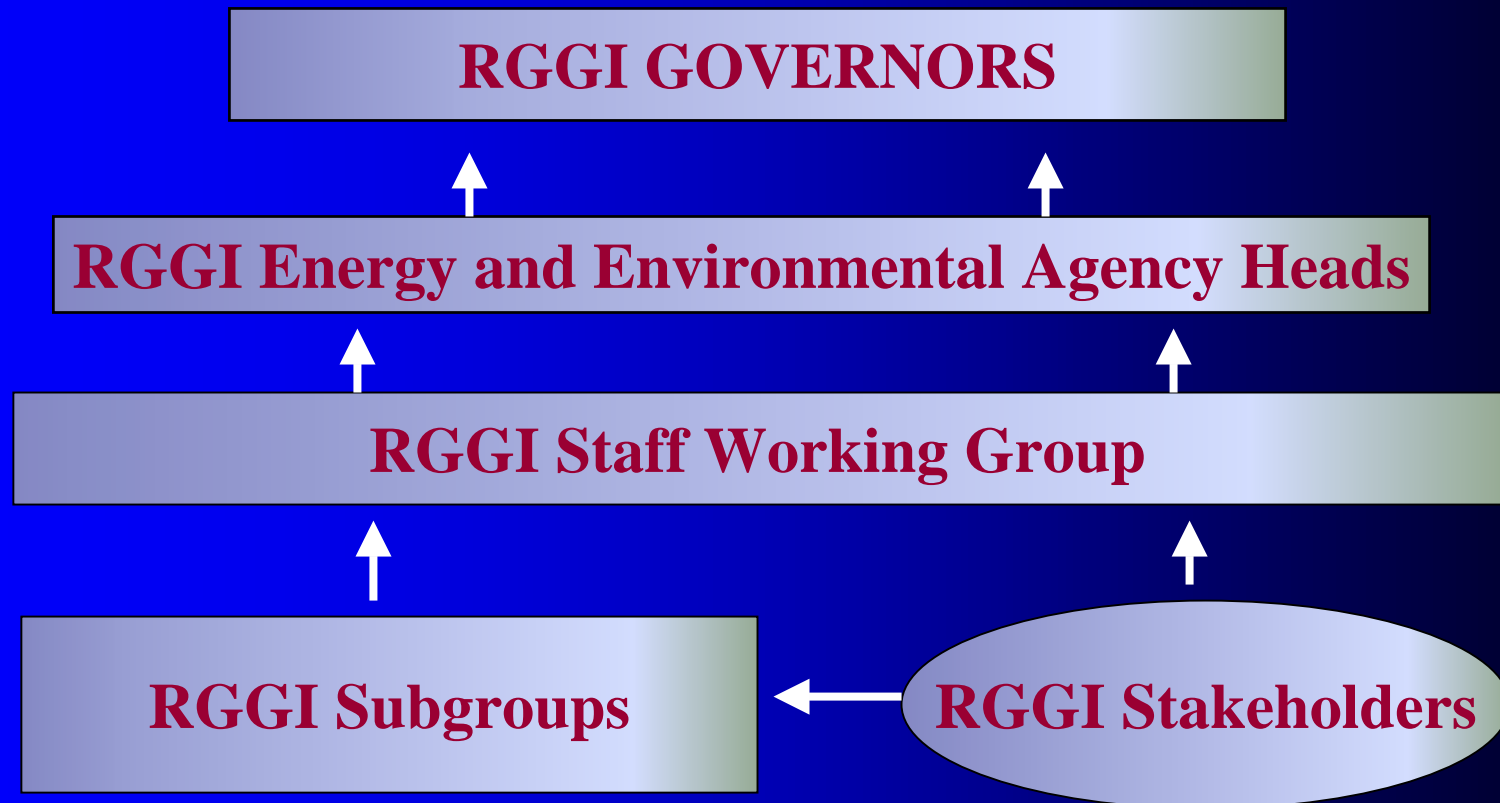 RGGI GOVERNORS
RGGI Energy and Environmental Agency Heads
RGGI Staff Working Group
RGGI Subgroups
RGGI Stakeholders